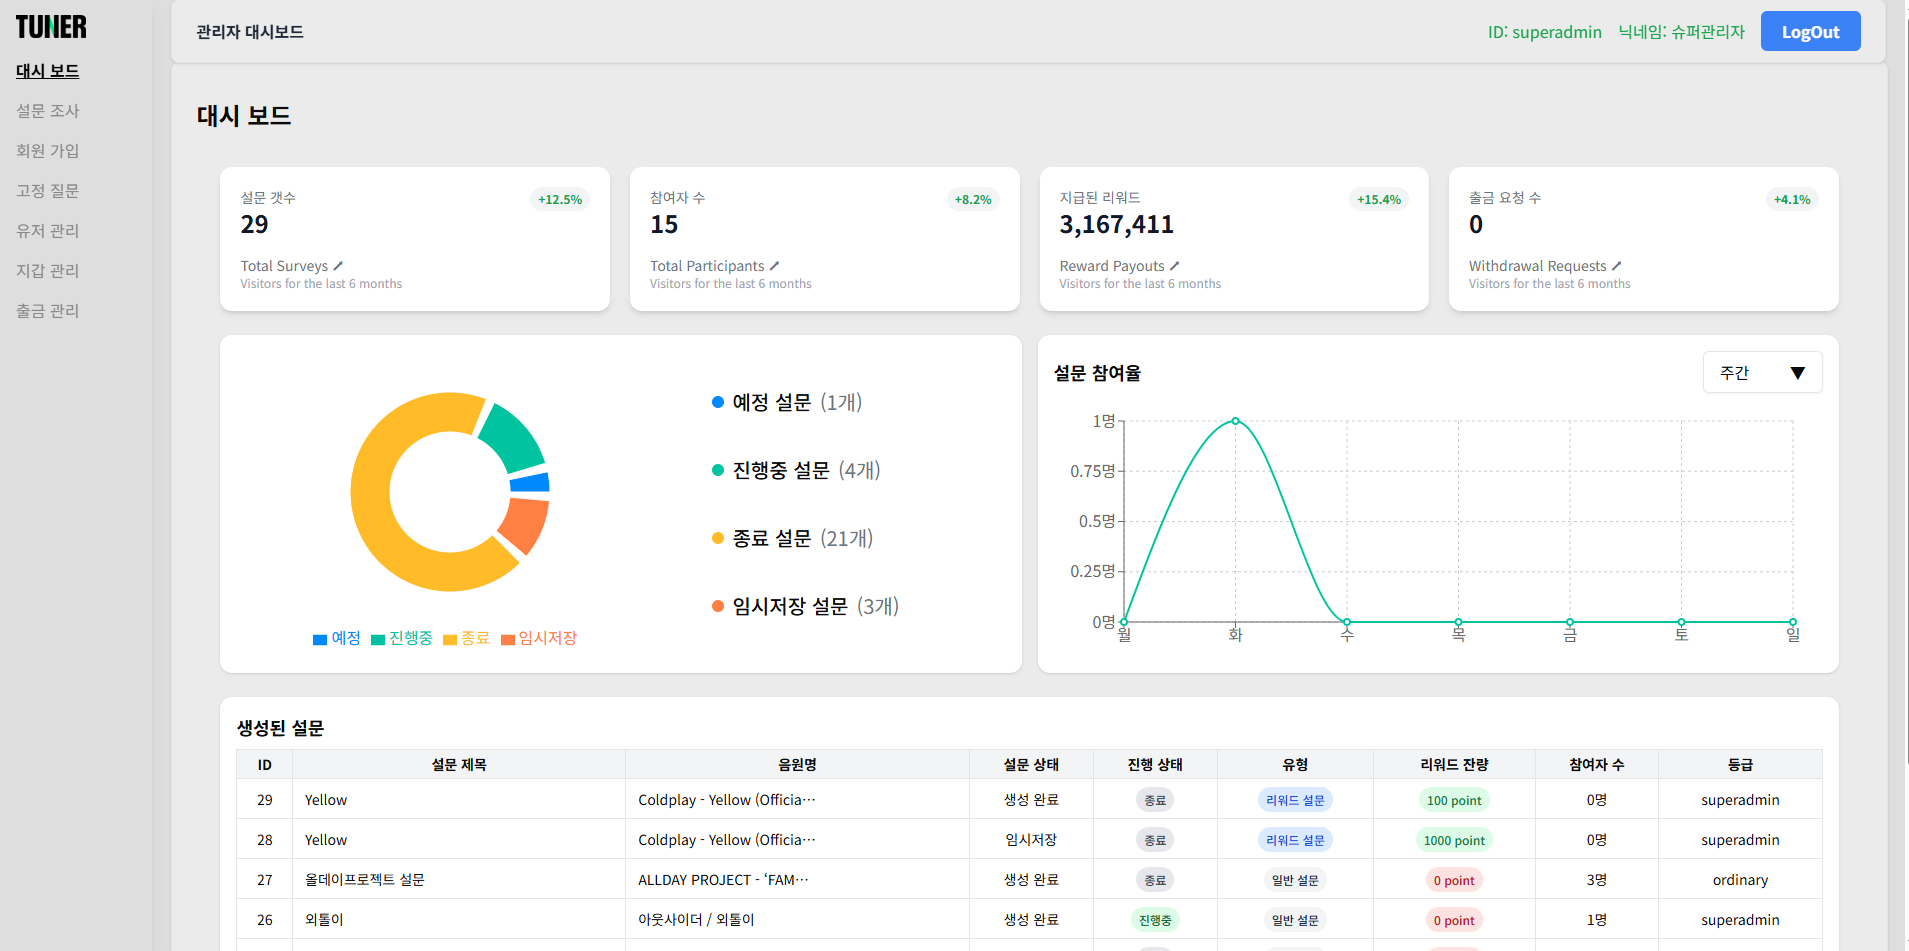 TUNER
대시 보드
설문 조사
회원 가입
고정 질문
유저 관리
지갑 관리
출금 관리
관리자 대시보드
ID: superadmin 닉네임: 슈퍼관리자 LogOut
대시 보드
설문 갯수 +12.5%
29
Total Surveys
Visitors for the last 6 months
참여자 수 +8.2%
15
Total Participants
Visitors for the last 6 months
지급된 리워드 +15.4%
3,167,411
Reward Payouts
Visitors for the last 6 months
출금 요청 수 +4.1%
0
Withdrawal Requests
Visitors for the last 6 months
예정 설문 (1개)
진행중 설문 (4개)
종료 설문 (21개)
임시저장 설문 (3개)
예정 진행중 종료 임시저장
설문 참여율 주간 ▼
1명
0.75명
0.5명
0.25명
0명
월 화 수 목 금 토 일
생성된 설문
ID 설문 제목 음원명 설문 상태 진행 상태 유형 리워드 잔량 참여자 수 등급
29 Yellow Coldplay - Yellow (Officia… 생성 완료 종료 리워드 설문 100 point 0명 superadmin
28 Yellow Coldplay - Yellow (Officia… 임시저장 종료 리워드 설문 1000 point 0명 superadmin
27 올데이프로젝트 설문 ALLDAY PROJECT - ‘FAM… 생성 완료 종료 일반 설문 0 point 3명 ordinary
26 외톨이 아웃사이더 / 외톨이 생성 완료 진행중 일반 설문 0 point 1명 superadmin